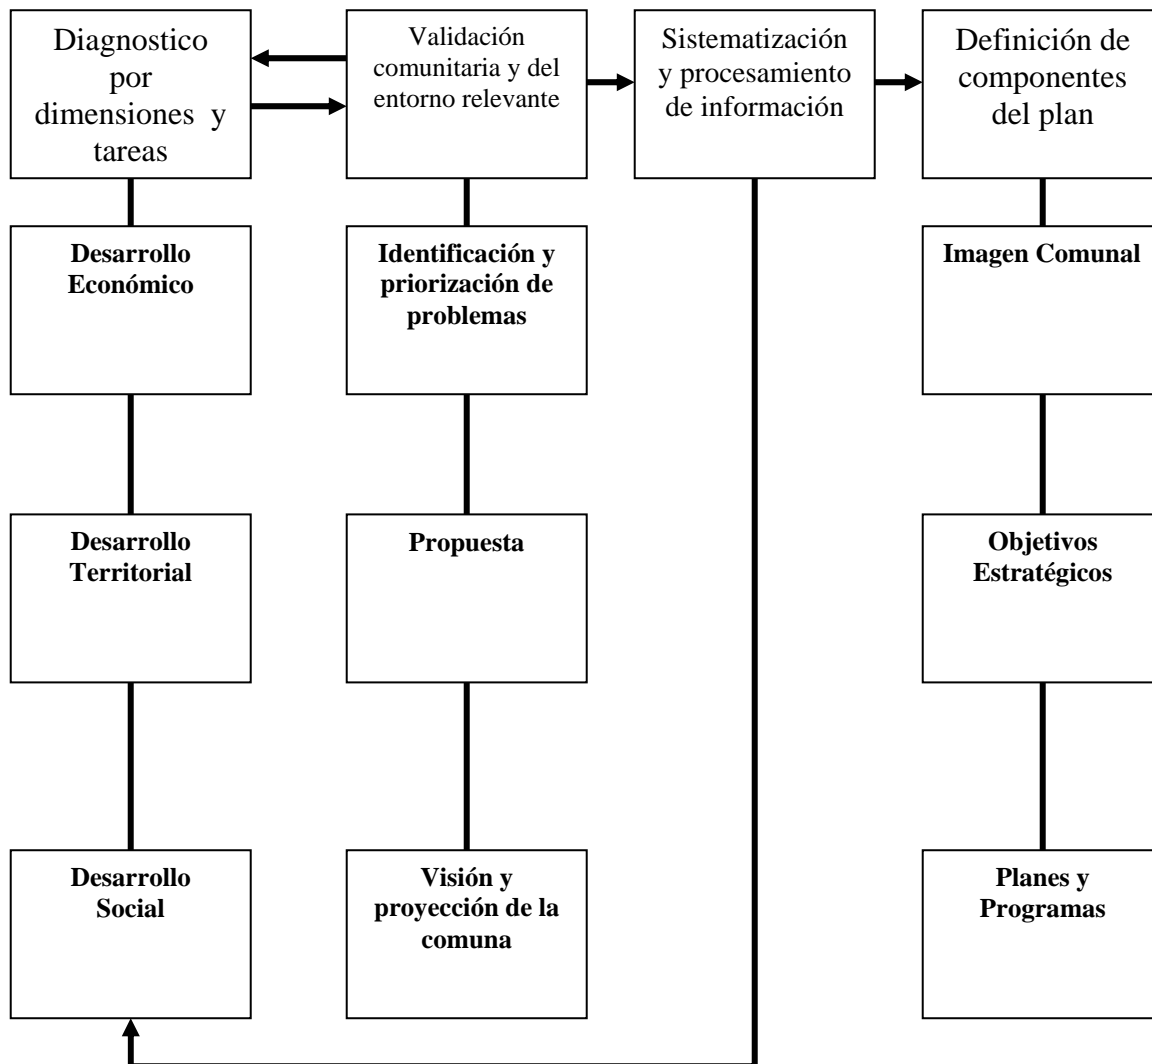 Diagnostico
por
dimensiones y
tareas
Validación
comunitaria y del
entorno relevante
Sistematización
y procesamiento
de información
Definición de
componentes
del plan
Desarrollo
Económico
Identificación y
priorización de
problemas
Imagen Comunal
Desarrollo
Territorial
Propuesta
Objetivos
Estratégicos
Desarrollo
Social
Visión y
proyección de la
comuna
Planes y
Programas